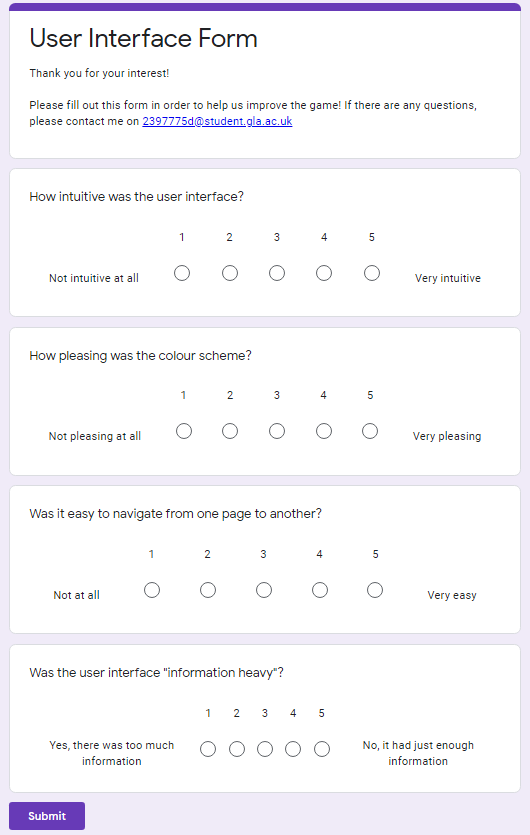 User Interface Form
Thank you for your interest!
Please fill out this form in order to help us improve the game! If there are any questions,
please contact me on 2397775d@student.gla.ac.uk
How intuitive was the user interface?
1 2 3 4 5
Not intuitive at all Very intuitive
How pleasing was the colour scheme?
1 2 3 4 5
Not pleasing at all Very pleasing
Was it easy to navigate from one page to another?
1 2 3 4 5
Not at all Very easy
Was the user interface "information heavy"?
1 2 3 4 5
Yes, there was too much No, it had just enough
information information
Submit